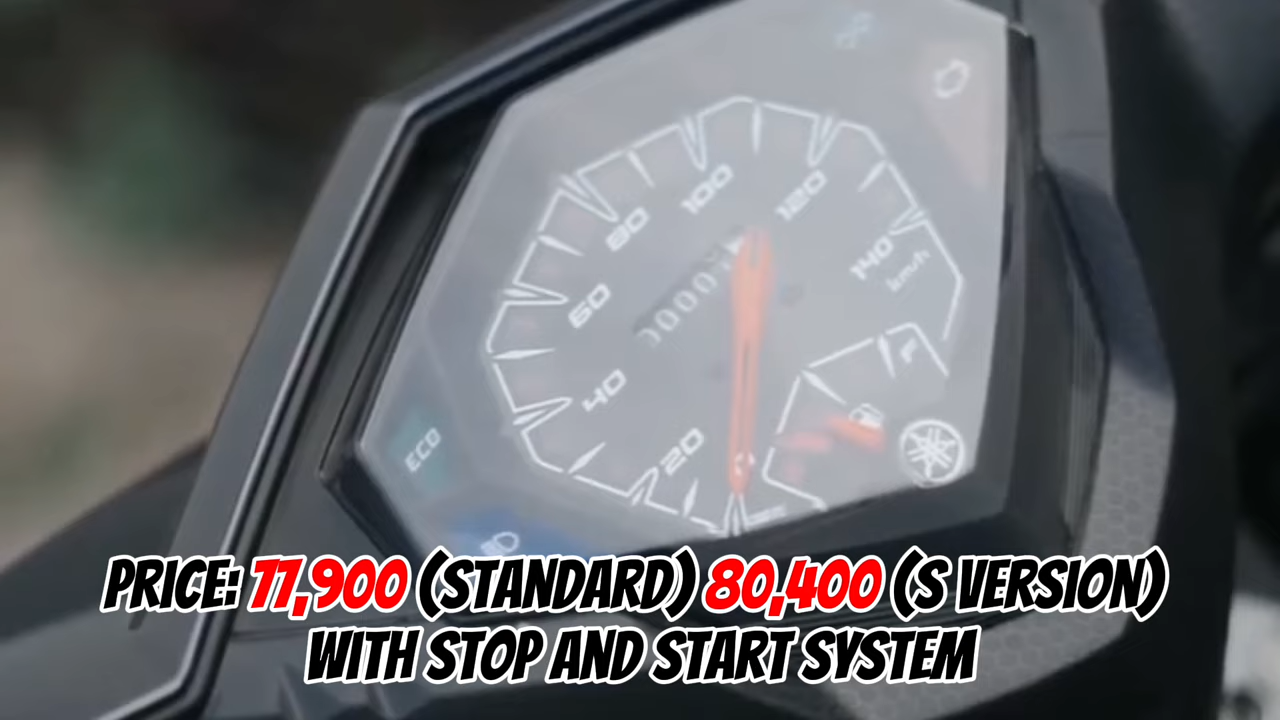 100
120
80
140
km/h
60
40
ECO
20
PRICE: 77,900 (STANDARD) 80,400 (S VERSION)
WITH STOP AND START SYSTEM